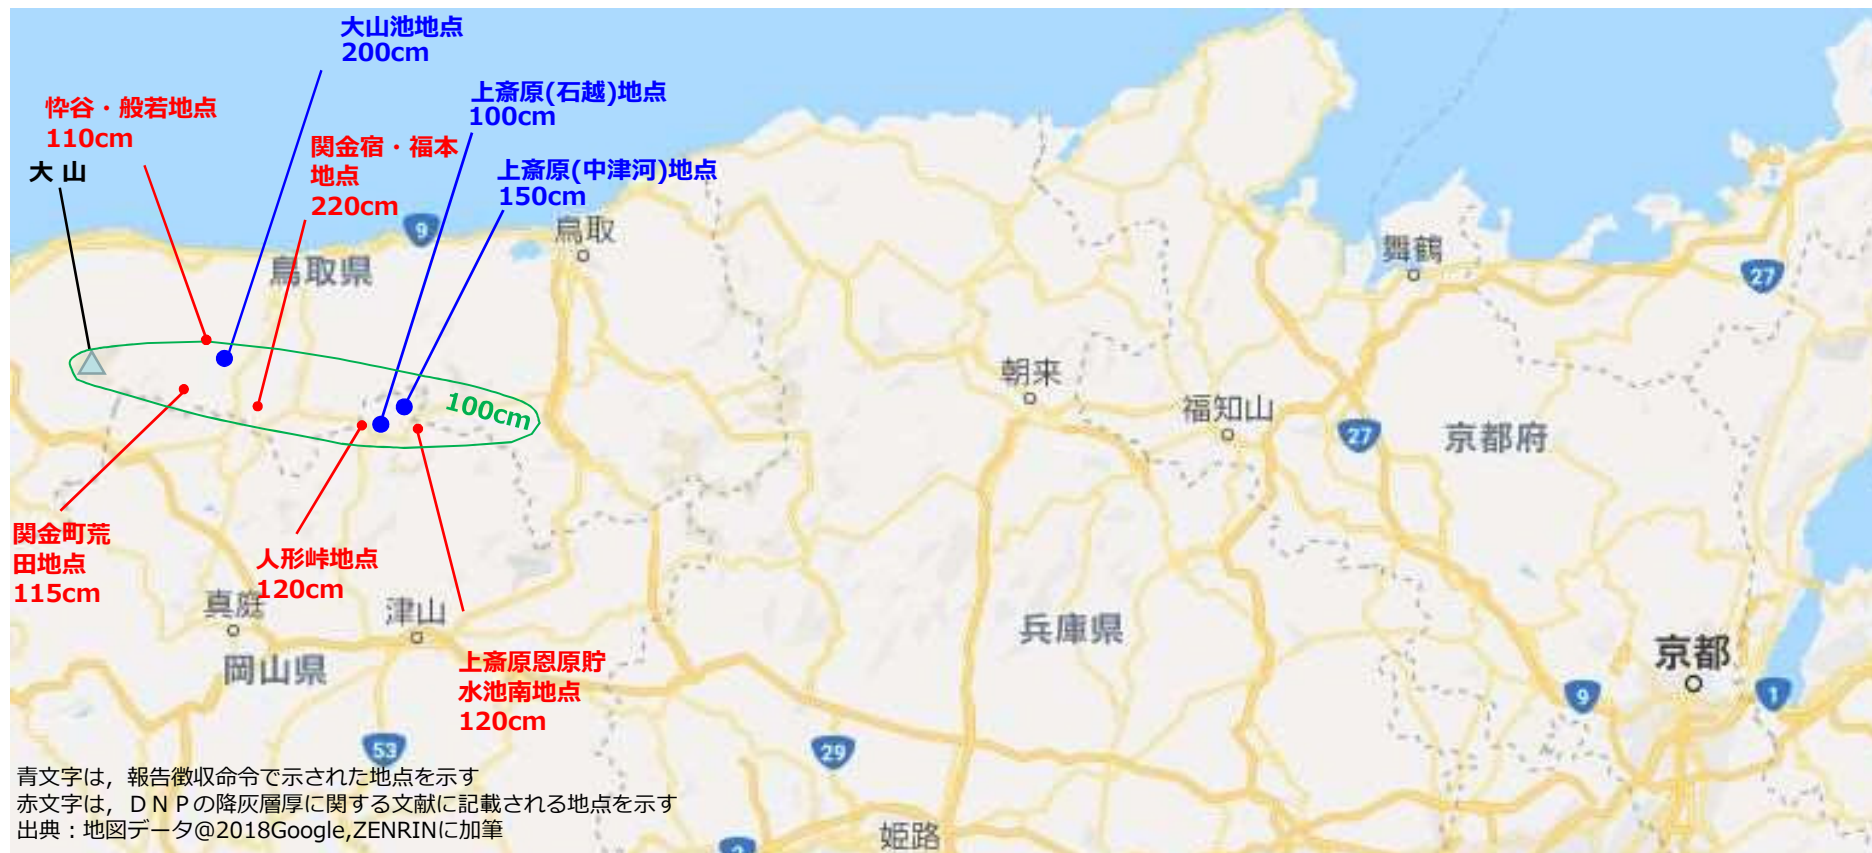 大山池地点
200cm
上斎原(石越)地点
100cm
忰谷・般若地点
110cm
関金宿・福本
地点
220cm
上斎原(中津河)地点
150cm
大 山
9
鳥取
鳥取県
舞鶴
27
朝来
100cm
福知山
27
京都府
関金町荒
田地点
115cm
人形峠地点
120cm
真庭
津山
兵庫県
岡山県
上斎原恩原貯
水池南地点
120cm
京都
9
1
53
29
青文字は，報告徴収命令で示された地点を示す
赤文字は，ＤＮＰの降灰層厚に関する文献に記載される地点を示す
出典：地図データ@2018Google,ZENRINに加筆
姫路
2